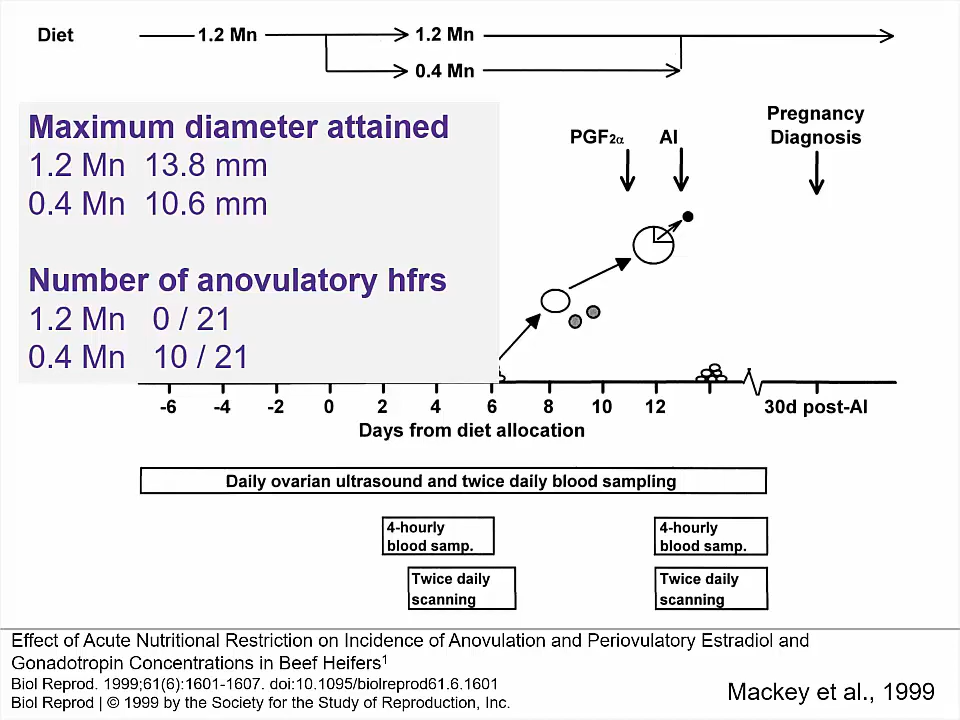 Diet
1.2 Mn
1.2 Mn
0.4 Mn
Maximum diameter attained
1.2 Mn 13.8 mm
0.4 Mn 10.6 mm
Number of anovulatory hfrs
1.2 Mn 0 / 21
0.4 Mn 10 / 21
PGF2α
AI
Pregnancy
Diagnosis
-6 -4 -2 0 2 4 6 8 10 12 30d post-AI
Days from diet allocation
Daily ovarian ultrasound and twice daily blood sampling
4-hourly
blood samp.
4-hourly
blood samp.
Twice daily
scanning
Twice daily
scanning
Effect of Acute Nutritional Restriction on Incidence of Anovulation and Periovulatory Estradiol and
Gonadotropin Concentrations in Beef Heifers¹
Biol Reprod. 1999;61(6):1601-1607. doi:10.1095/biolreprod61.6.1601
Biol Reprod | © 1999 by the Society for the Study of Reproduction, Inc.
Mackey et al., 1999